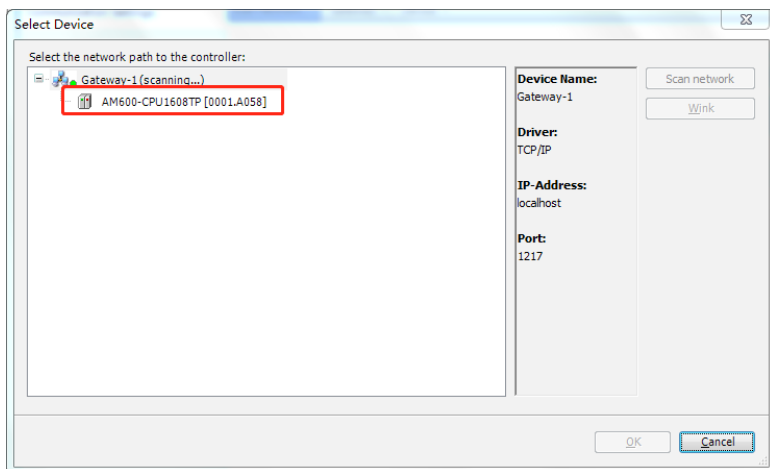 Select Device
Select the network path to the controller:
Gateway-1 (scanning...)
AM600-CPU1608TP [0001.A058]
Device Name:
Gateway-1
Driver:
TCP/IP
IP-Address:
localhost
Port:
1217
Scan network
Wink
OK
Cancel